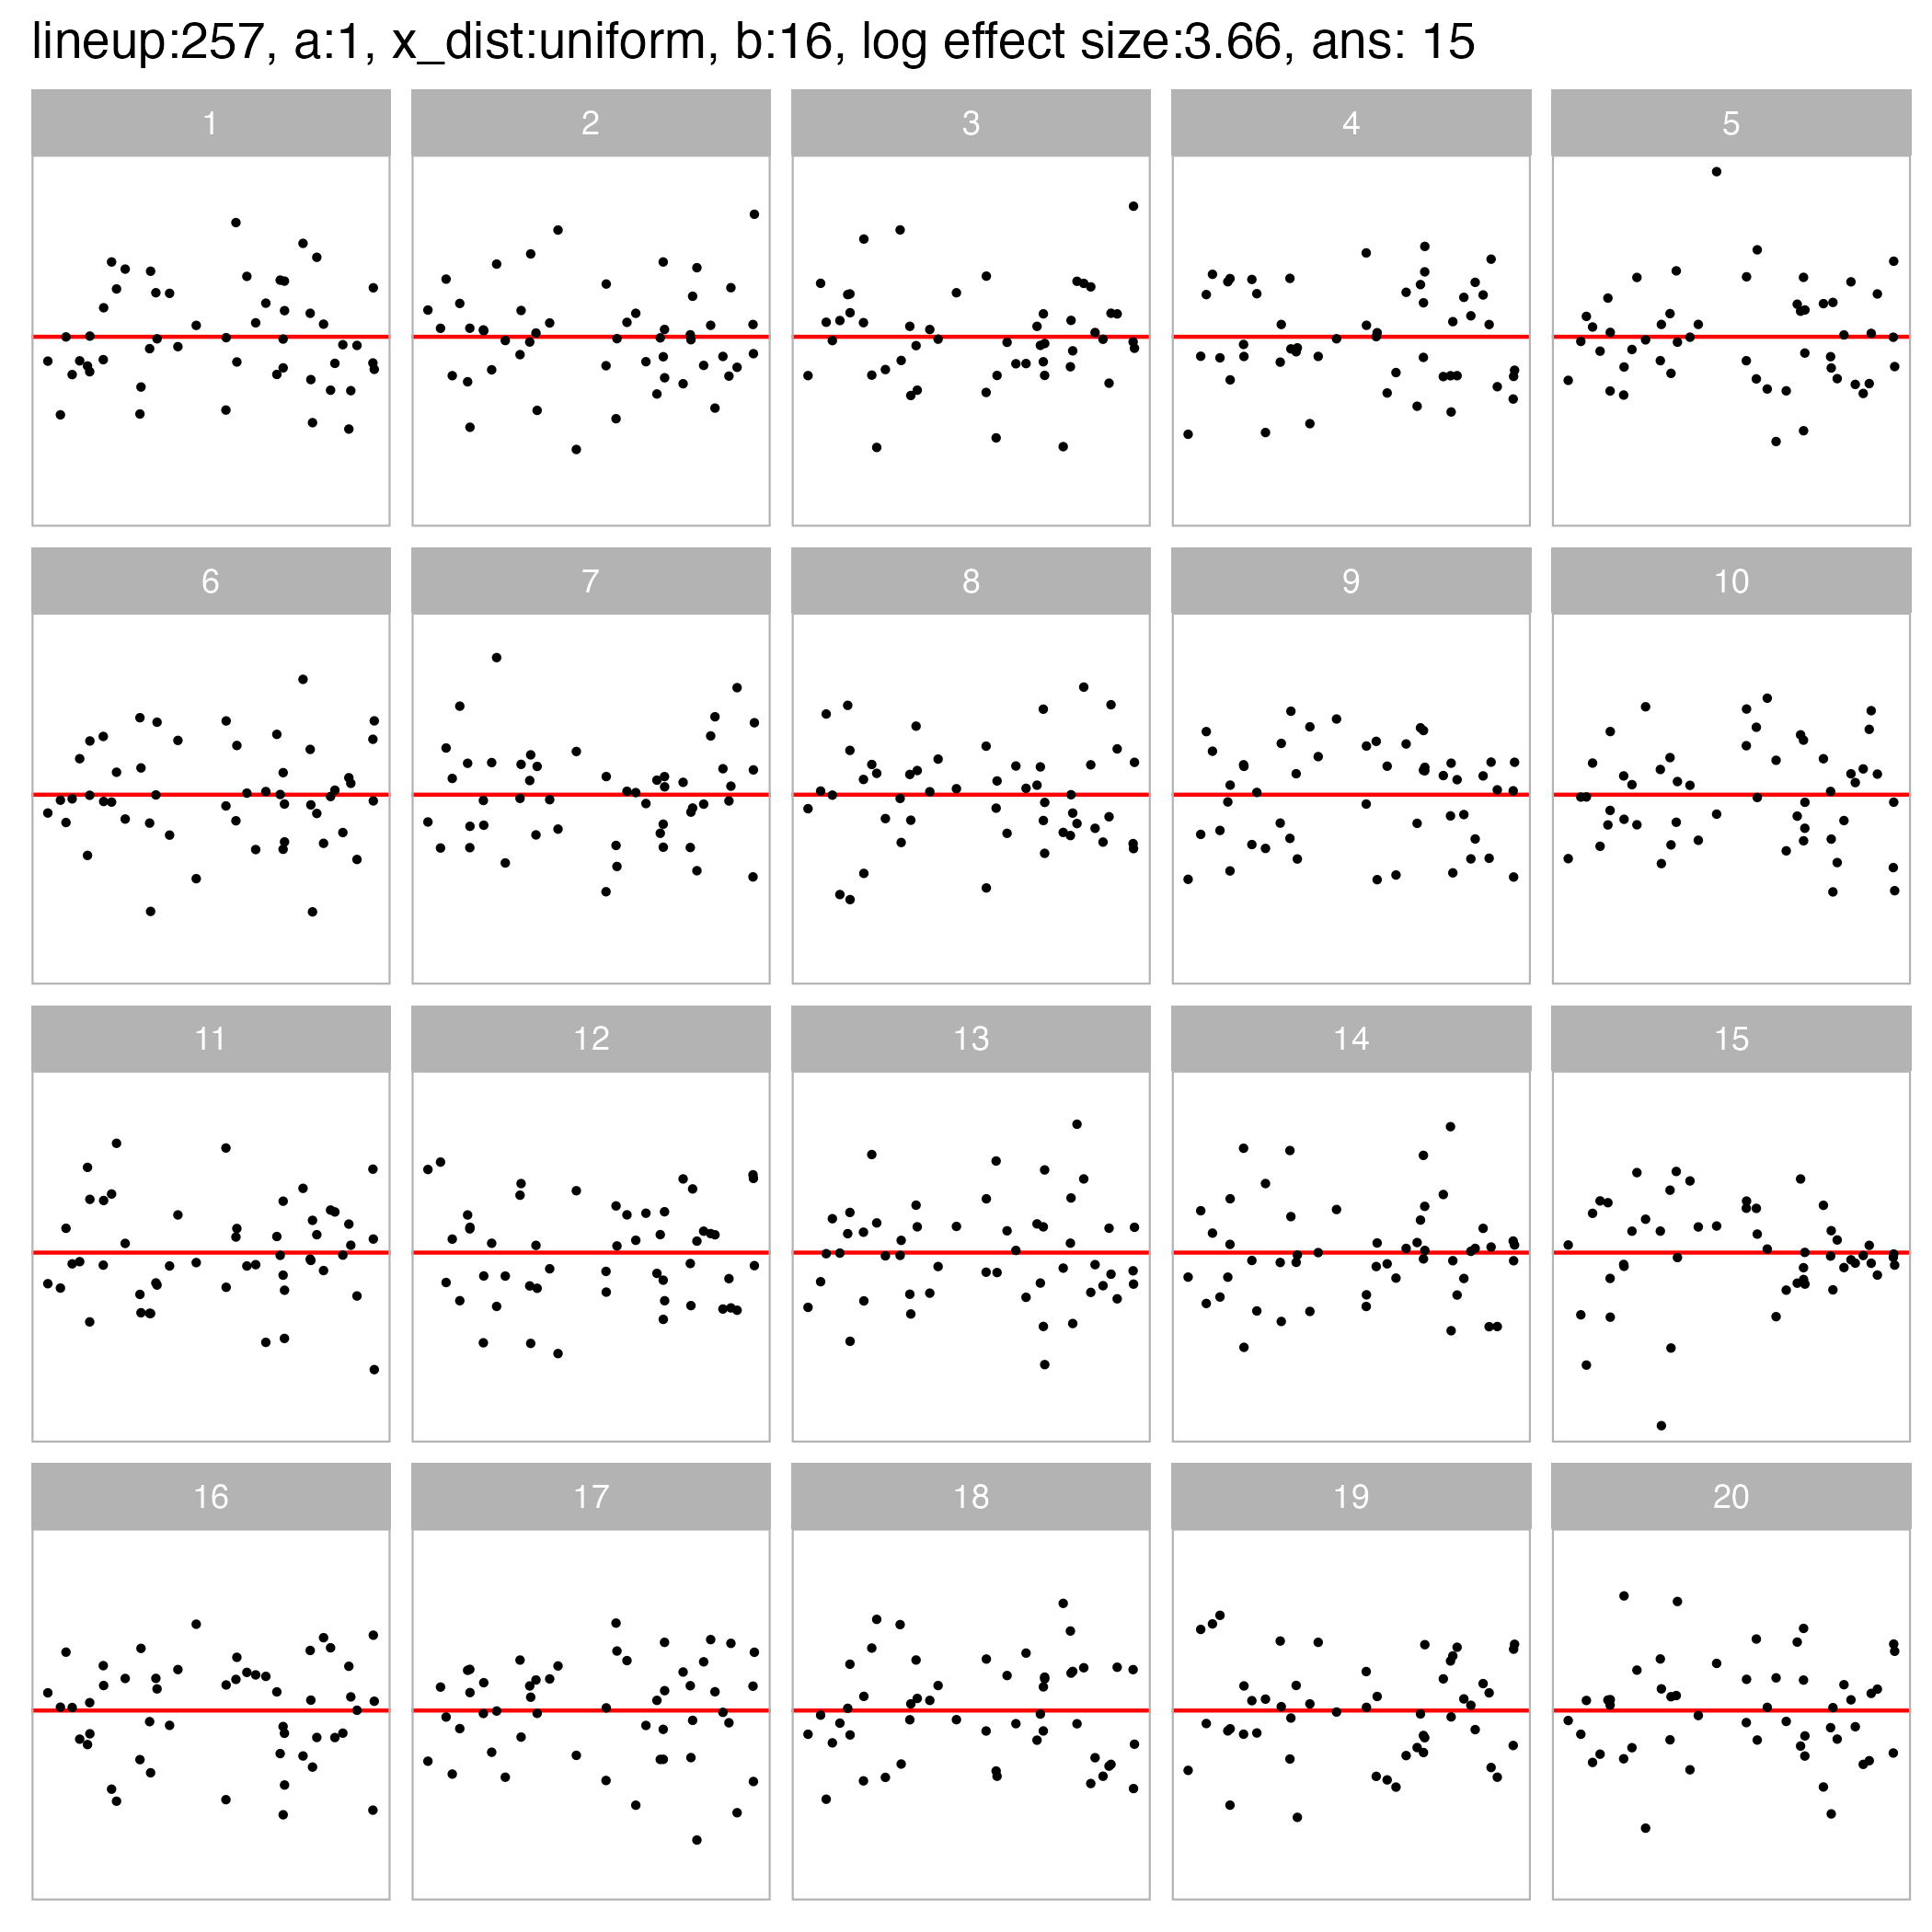 lineup:257, a:1, x_dist:uniform, b:16, log effect size:3.66, ans: 15
1 2 3 4 5
6 7 8 9 10
11 12 13 14 15
16 17 18 19 20